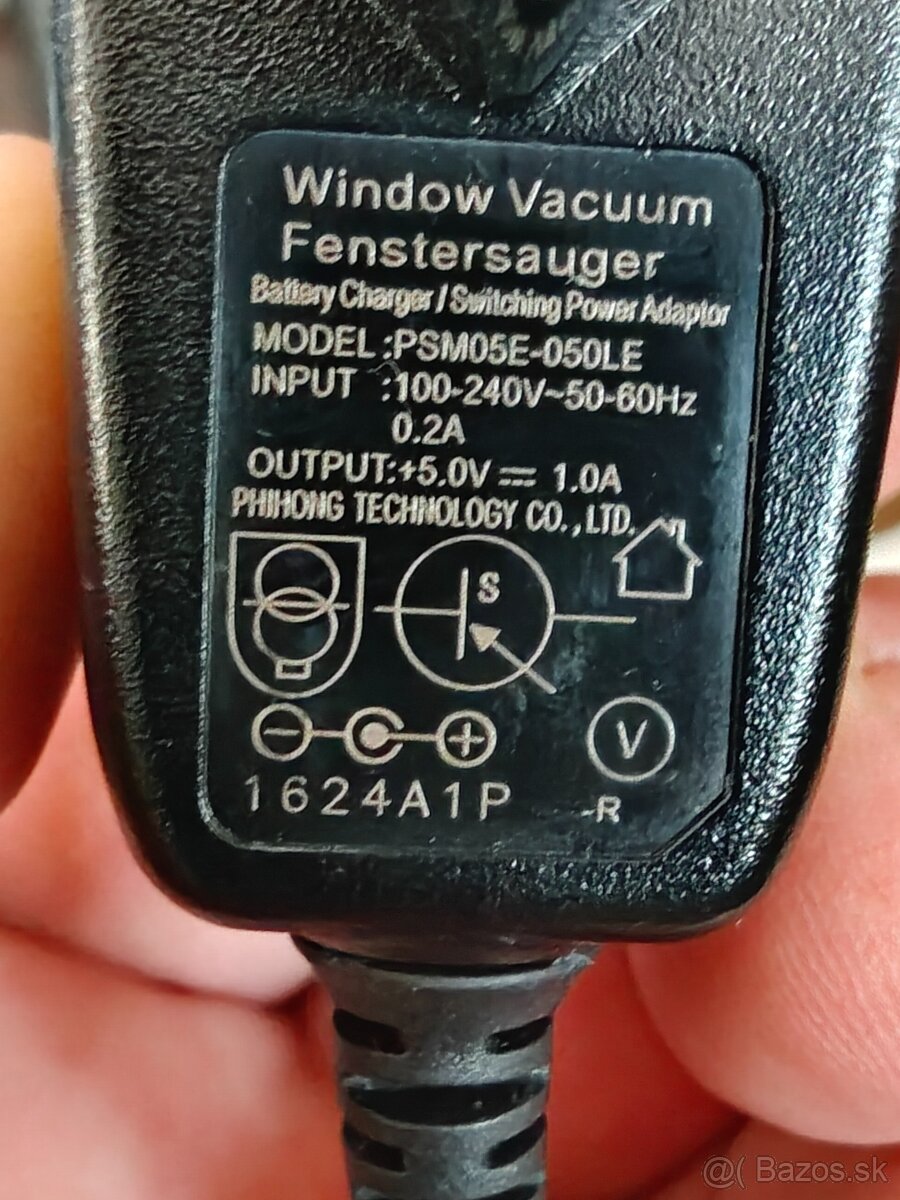 Window Vacuum
Fenstersauger
Battery Charger / Switching Power Adaptor
MODEL :PSM05E-050LE
INPUT :100-240V~50-60Hz
0.2A
OUTPUT:+5.0V ⎓ 1.0A
PHIHONG TECHNOLOGY CO.,LTD.
S
V
1624A1P
-R
@( Bazos.sk